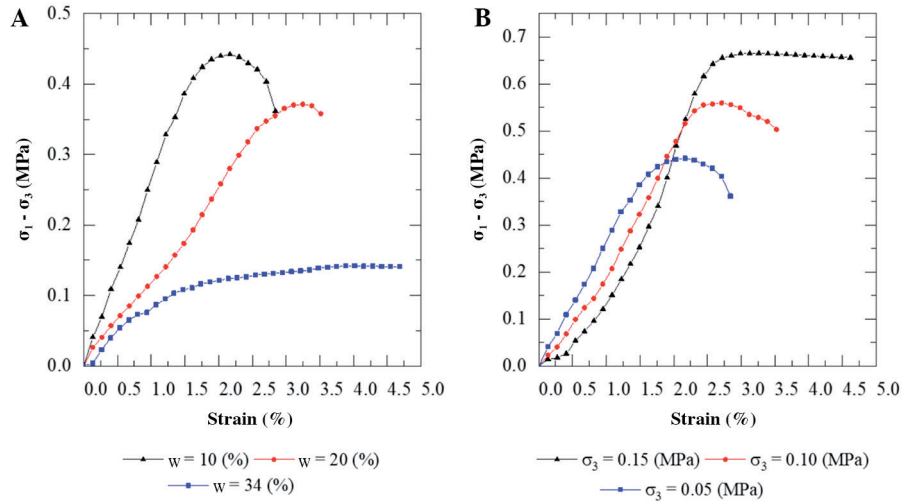 A
σ₁ - σ₃ (MPa)
0.5
0.4
0.3
0.2
0.1
0.0
0.0 0.5 1.0 1.5 2.0 2.5 3.0 3.5 4.0 4.5 5.0
Strain (%)
w = 10 (%) w = 20 (%)
w = 34 (%)
B
σ₁ - σ₃ (MPa)
0.7
0.6
0.5
0.4
0.3
0.2
0.1
0.0
0.0 0.5 1.0 1.5 2.0 2.5 3.0 3.5 4.0 4.5 5.0
Strain (%)
σ₃ = 0.15 (MPa) σ₃ = 0.10 (MPa)
σ₃ = 0.05 (MPa)